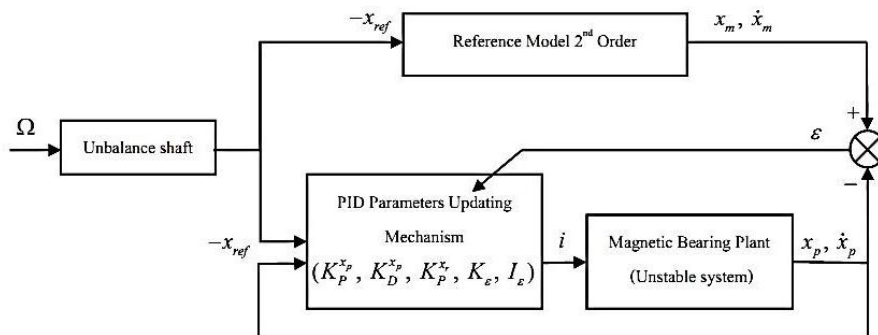 −x_ref
Reference Model 2nd Order
x_m, ẋ_m
Ω
Unbalance shaft
+
ε
−
PID Parameters Updating
Mechanism
(K_P^{x_p}, K_D^{x_p}, K_P^{x_r}, K_ε, I_ε)
−x_ref
i
Magnetic Bearing Plant
(Unstable system)
x_p, ẋ_p